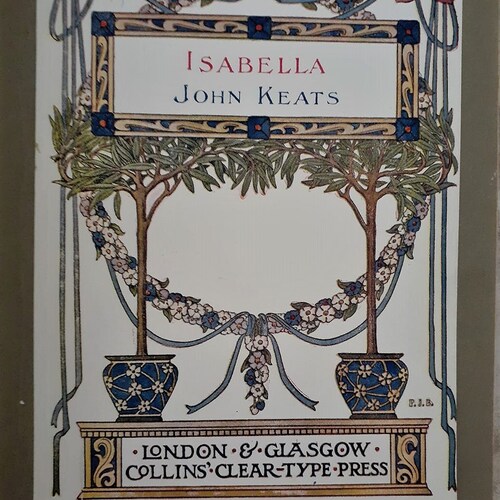 ISABELLA
JOHN KEATS
F.J.B.
·LONDON·&·GLASGOW·
COLLINS'·CLEAR-TYPE·PRESS